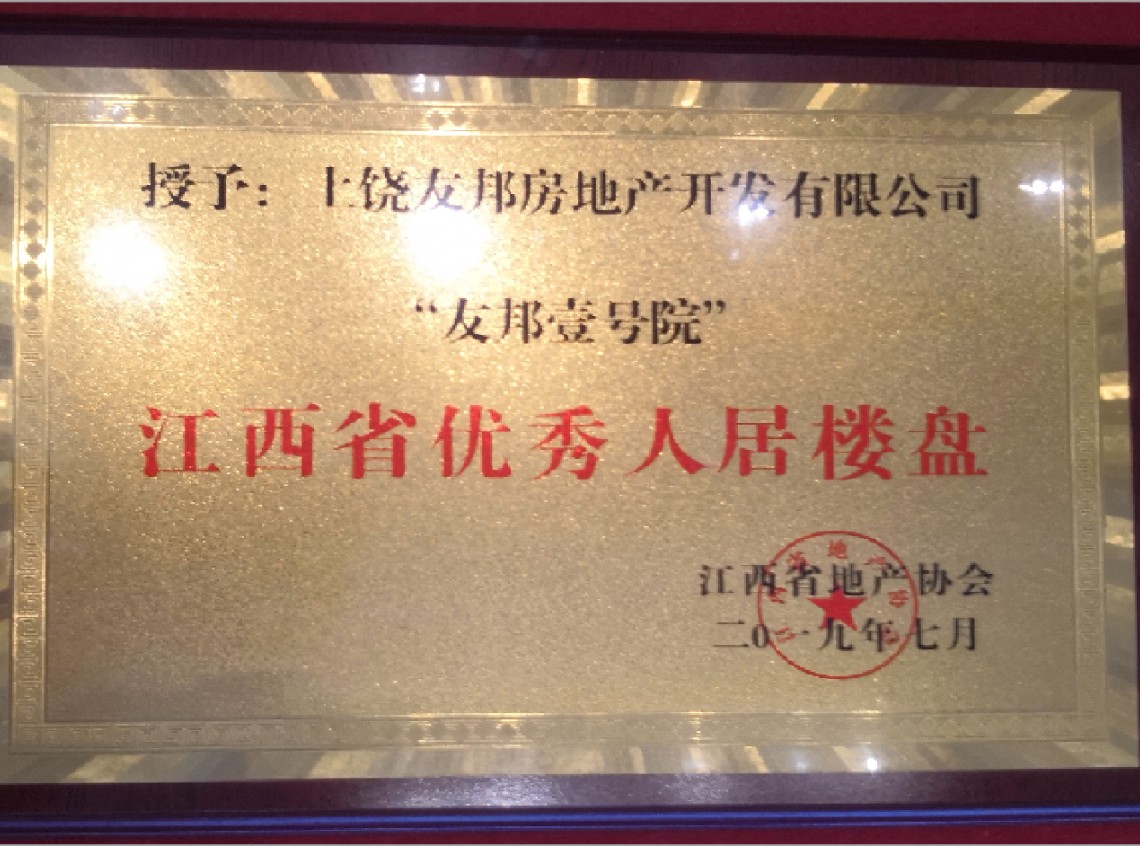 授予：上饶友邦房地产开发有限公司
“友邦壹号院”
江西省优秀人居楼盘
江西省地产协会
二0一九年七月